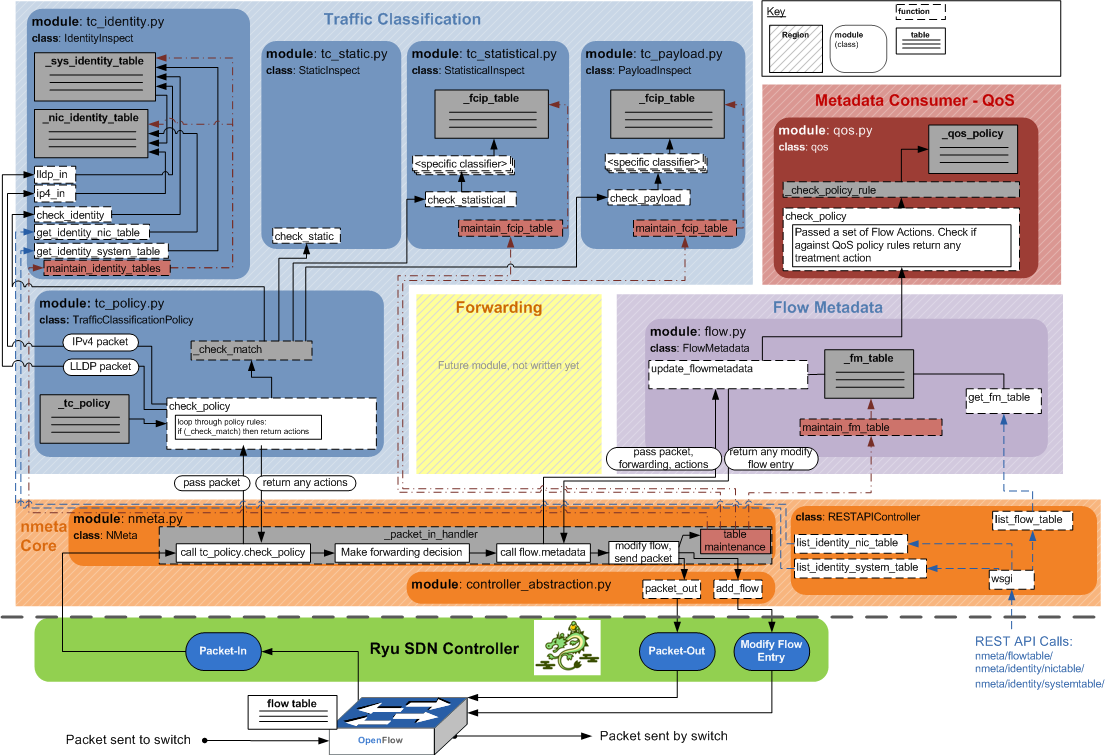 Traffic Classification
module: tc_identity.py
class: IdentityInspect
_sys_identity_table
_nic_identity_table
lldp_in
ip4_in
check_identity
get_identity_nic_table
get_identity_system_table
maintain_identity_tables
module: tc_static.py
class: StaticInspect
check_static
module: tc_statistical.py
class: StatisticalInspect
_fcip_table
<specific classifier>
check_statistical
maintain_fcip_table
module: tc_payload.py
class: PayloadInspect
_fcip_table
<specific classifier>
check_payload
maintain_fcip_table
Key
Region
module
(class)
function
table
Metadata Consumer - QoS
module: qos.py
class: qos
_qos_policy
_check_policy_rule
check_policy
Passed a set of Flow Actions. Check if
against QoS policy rules return any
treatment action
module: tc_policy.py
class: TrafficClassificationPolicy
IPv4 packet
LLDP packet
_check_match
_tc_policy
check_policy
loop through policy rules:
if (_check_match) then return actions
pass packet
return any actions
Forwarding
Future module, not written yet
Flow Metadata
module: flow.py
class: FlowMetadata
update_flowmetadata
_fm_table
get_fm_table
maintain_fm_table
pass packet,
forwarding, actions
return any modify
flow entry
nmeta
Core
module: nmeta.py
class: NMeta
_packet_in_handler
call tc_policy.check_policy
Make forwarding decision
call flow.metadata
modify flow,
send packet
table
maintenance
module: controller_abstraction.py
packet_out
add_flow
class: RESTAPIController
list_flow_table
list_identity_nic_table
list_identity_system_table
wsgi
Ryu SDN Controller
Packet-In
Packet-Out
Modify Flow
Entry
REST API Calls:
nmeta/flowtable/
nmeta/identity/nictable/
nmeta/identity/systemtable/
flow table
OpenFlow
Packet sent to switch
Packet sent by switch